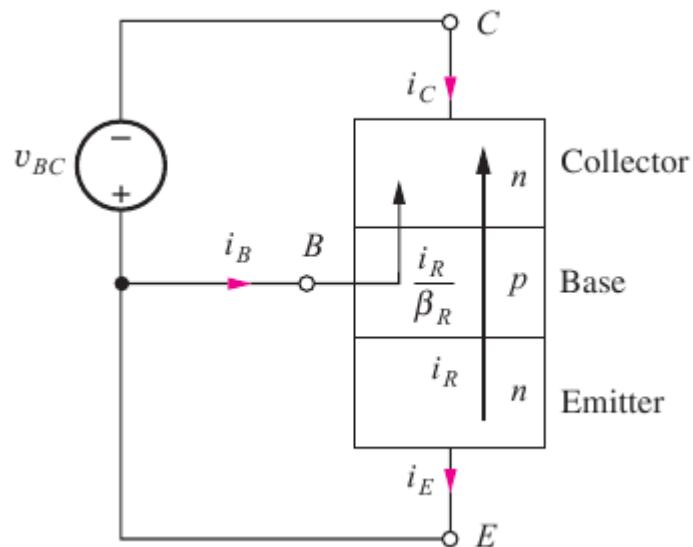 C
i_C
−
v_BC
+
n
Collector
i_B
B
i_R
β_R
p
Base
i_R
n
Emitter
i_E
E